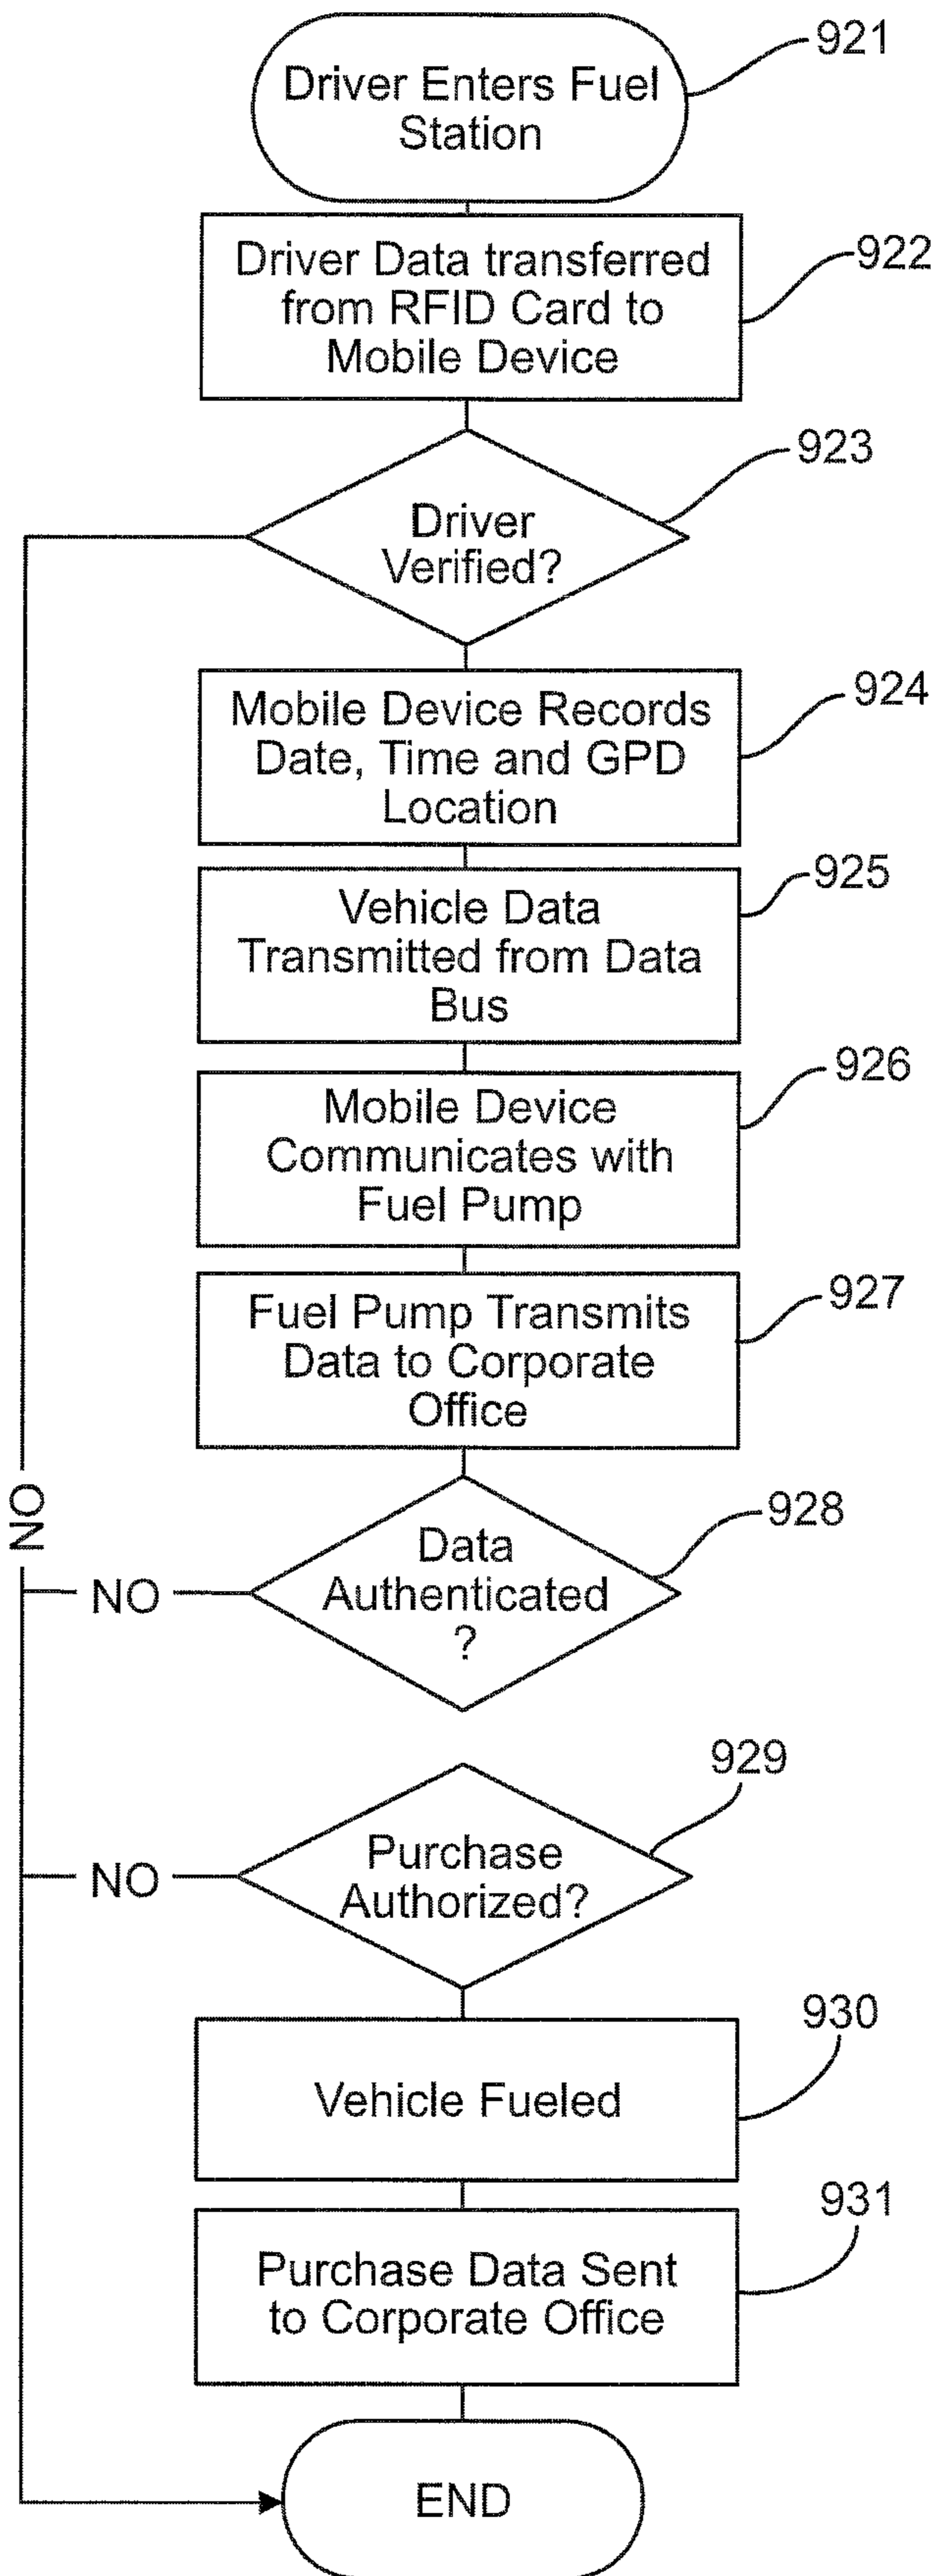 921
Driver Enters Fuel
Station
922
Driver Data transferred
from RFID Card to
Mobile Device
923
Driver
Verified?
924
Mobile Device Records
Date, Time and GPD
Location
925
Vehicle Data
Transmitted from Data
Bus
926
Mobile Device
Communicates with
Fuel Pump
927
Fuel Pump Transmits
Data to Corporate
Office
NO
928
Data
Authenticated
?
NO
929
Purchase
Authorized?
NO
930
Vehicle Fueled
931
Purchase Data Sent
to Corporate Office
END